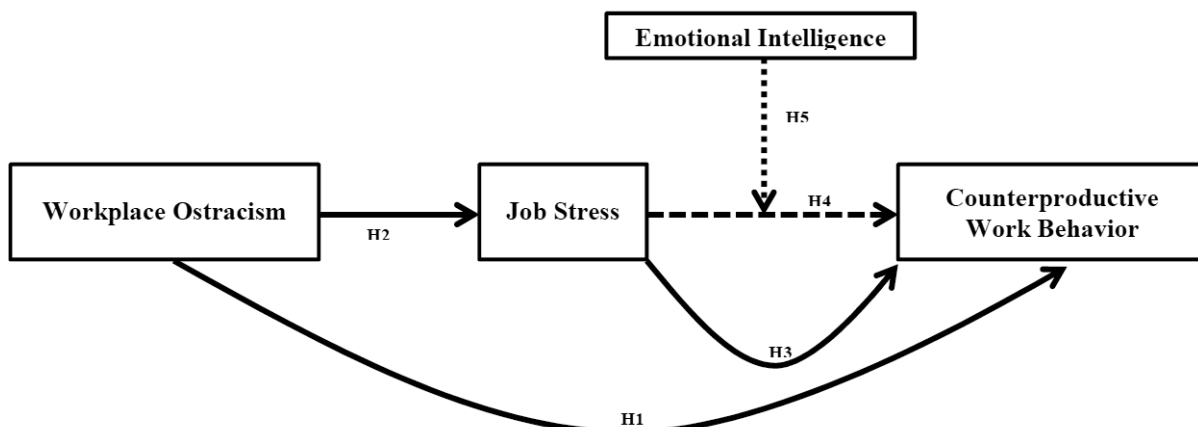 Emotional Intelligence
H5
Workplace Ostracism
H2
Job Stress
H4
Counterproductive
Work Behavior
H3
H1